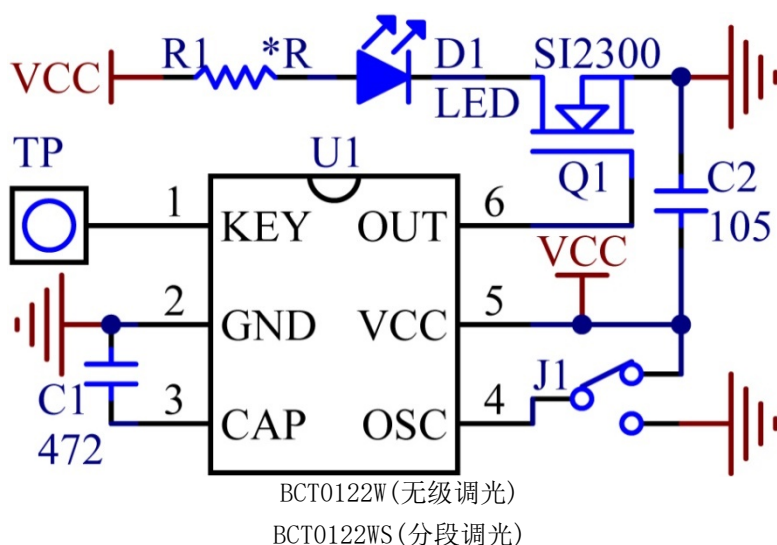 VCC R1 *R D1 SI2300
LED
TP U1 Q1 C2
105
1 KEY OUT 6
VCC
2 GND VCC 5
C1 J1
472
3 CAP OSC 4
BCT0122W(无级调光)
BCT0122WS(分段调光)